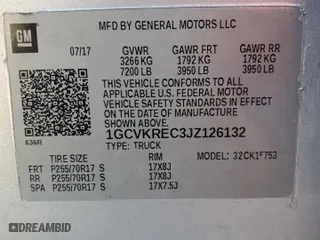 GM
MFD BY GENERAL MOTORS LLC
07/17 GVWR GAWR FRT GAWR RR
3266 KG 1792 KG 1792 KG
7200 LB 3950 LB 3950 LB
THIS VEHICLE CONFORMS TO ALL
APPLICABLE U.S. FEDERAL MOTOR
VEHICLE SAFETY STANDARDS IN
EFFECT ON THE DATE OF MANUFACTURE
SHOWN ABOVE.
1GCVKREC3JZ126132
TYPE: TRUCK
636R
MODEL: 32CK15753
TIRE SIZE RIM
FRT P255/70R17 S 17X8J
RR P255/70R17 S 17X8J
SPA P255/70R17 S 17X7.5J
DEALERSHIP.COM